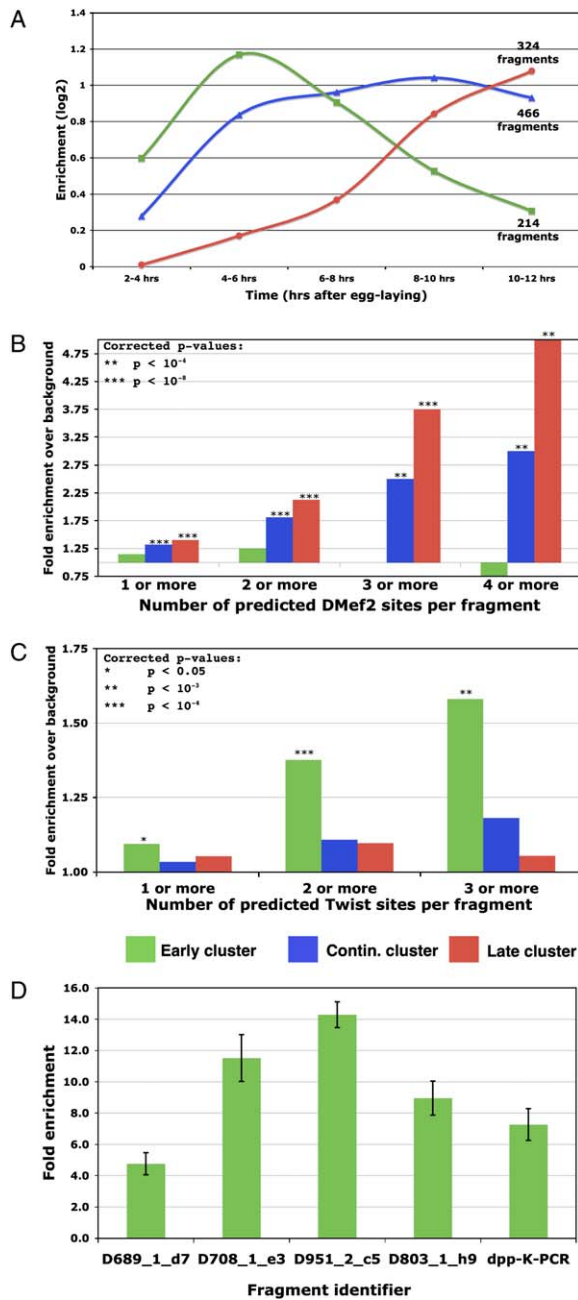 A
1.4
1.2
1
0.8
0.6
0.4
0.2
0
Enrichment (log2)
324
fragments
466
fragments
214
fragments
2-4 hrs 4-6 hrs 6-8 hrs 8-10 hrs 10-12 hrs
Time (hrs after egg-laying)
B
Corrected p-values:
** p < 10⁻⁴
*** p < 10⁻⁸
4.75
4.25
3.75
3.25
2.75
2.25
1.75
1.25
0.75
Fold enrichment over background
*** ***
*** ***
** ***
** **
1 or more 2 or more 3 or more 4 or more
Number of predicted DMef2 sites per fragment
C
Corrected p-values:
* p < 0.05
** p < 10⁻³
*** p < 10⁻⁴
1.75
1.50
1.25
1.00
Fold enrichment over background
*
***
**
1 or more 2 or more 3 or more
Number of predicted Twist sites per fragment
Early cluster Contin. cluster Late cluster
D
16.0
14.0
12.0
10.0
8.0
6.0
4.0
2.0
0.0
Fold enrichment
D689_1_d7 D708_1_e3 D951_2_c5 D803_1_h9 dpp-K-PCR
Fragment identifier